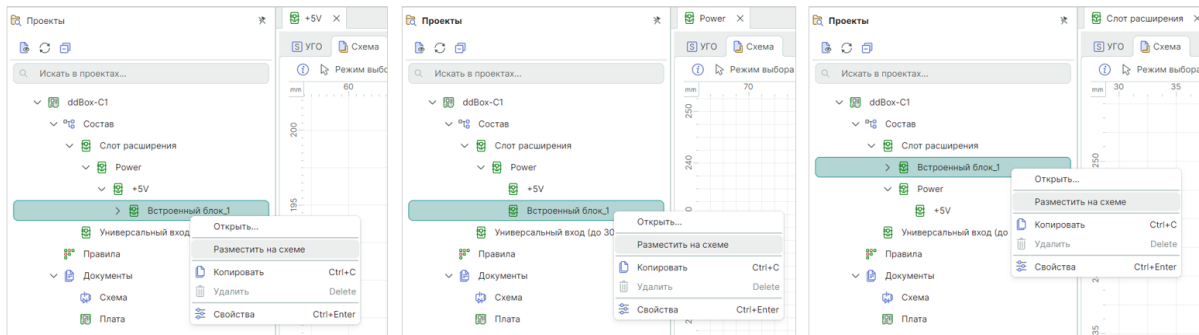 Проекты
+5V
УГО
Схема
Искать в проектах...
Режим выбо
mm
60
ddBox-C1
Состав
200
Слот расширения
Power
+5V
195
Встроенный блок_1
Открыть...
Универсальный вход
Разместить на схеме
Правила
Копировать Ctrl+C
Документы
Удалить Delete
Схема
Свойства Ctrl+Enter
Плата
Проекты
Power
УГО
Схема
Искать в проектах...
Режим выбора
mm
70
ddBox-C1
250
Состав
Слот расширения
Power
240
+5V
Встроенный блок_1
Открыть...
Универсальный вход (до 30
Разместить на схеме
Правила
Копировать Ctrl+C
Документы
Удалить Delete
Схема
Свойства Ctrl+Enter
Плата
Проекты
Слот расширения
УГО
Схема
Искать в проектах...
Режим выбора
mm
30
35
ddBox-C1
Состав
Слот расширения
250
Встроенный блок_1
Открыть...
Power
Разместить на схеме
+5V
Копировать Ctrl+C
Универсальный вход (до
Удалить Delete
Правила
Свойства Ctrl+Enter
Документы
Схема
Плата
35